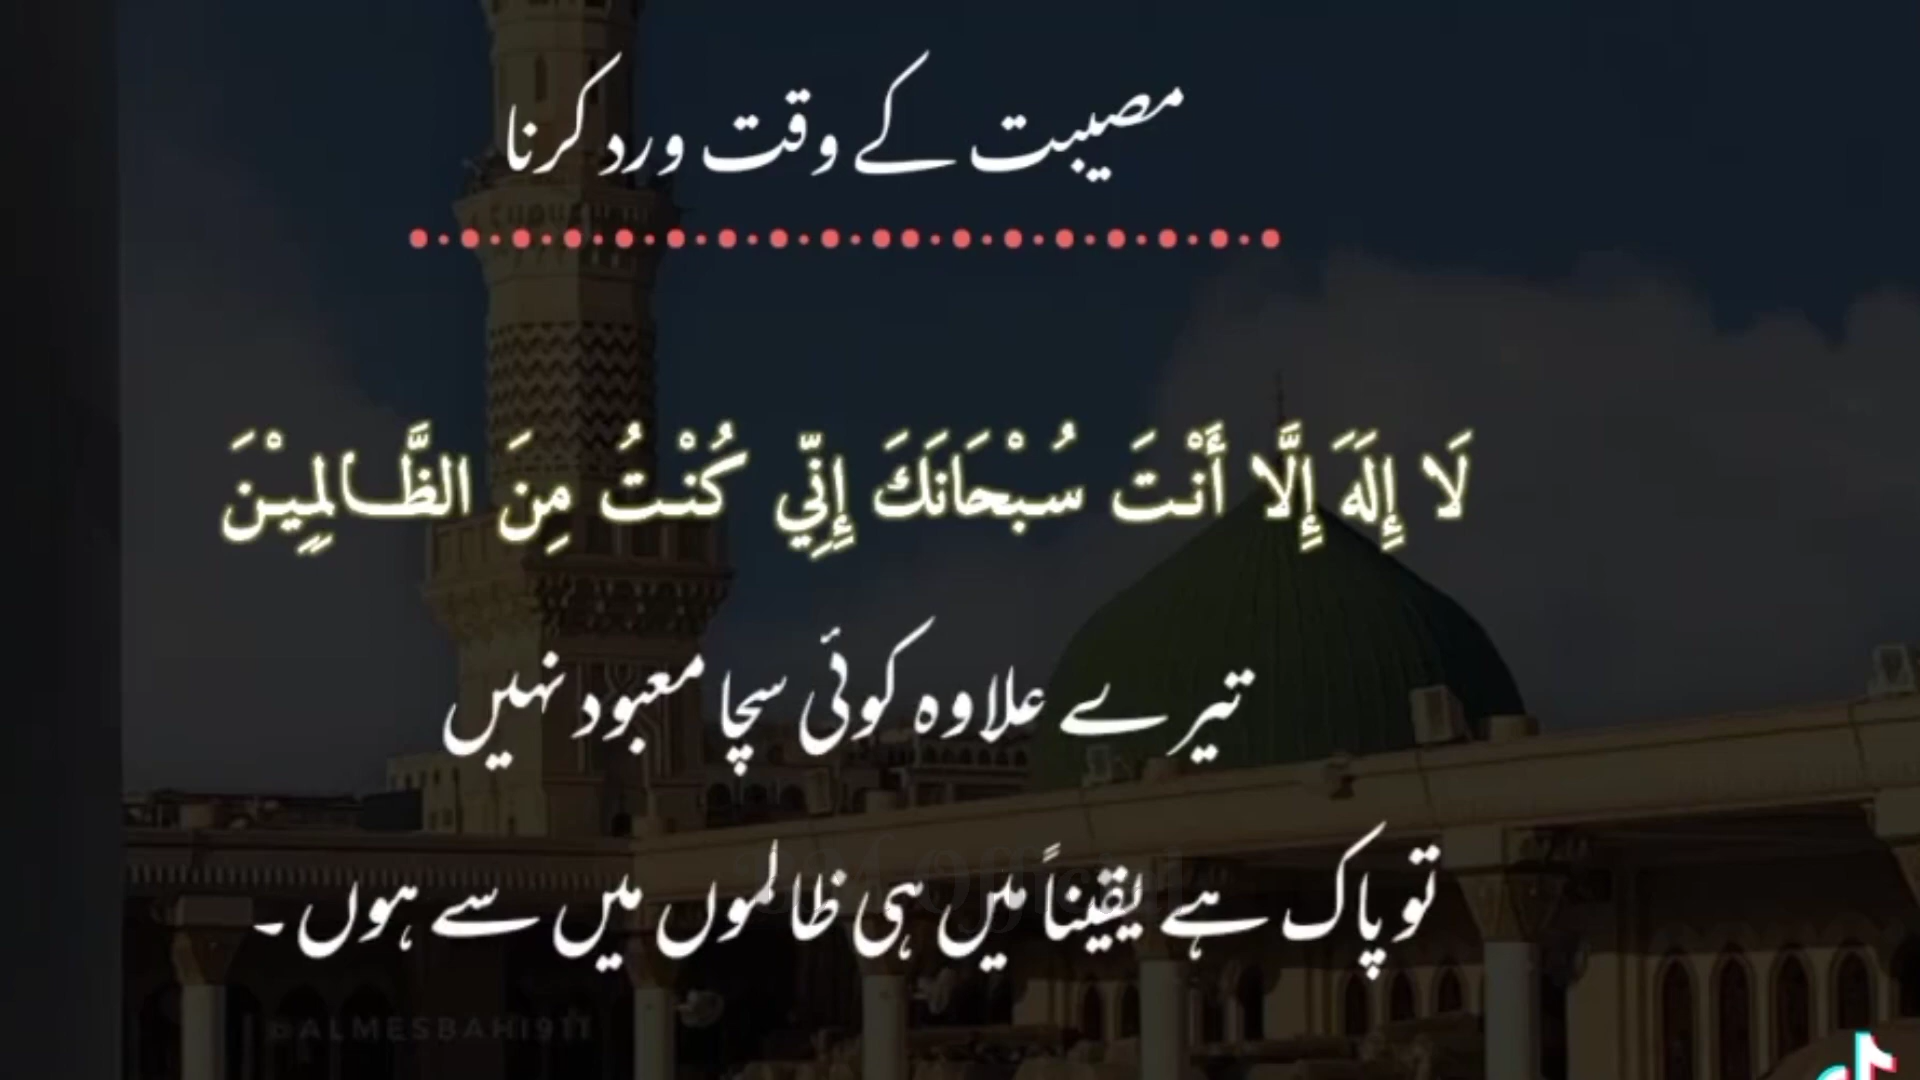 مصیبت کے وقت ورد کرنا
لَا إِلَهَ إِلَّا أَنْتَ سُبْحَانَكَ إِنِّي كُنْتُ مِنَ الظَّالِمِيْنَ
تیرے علاوہ کوئی سچا معبود نہیں
تو پاک ہے یقیناً میں ہی ظالموں میں سے ہوں ۔
@ALMESBAHI911